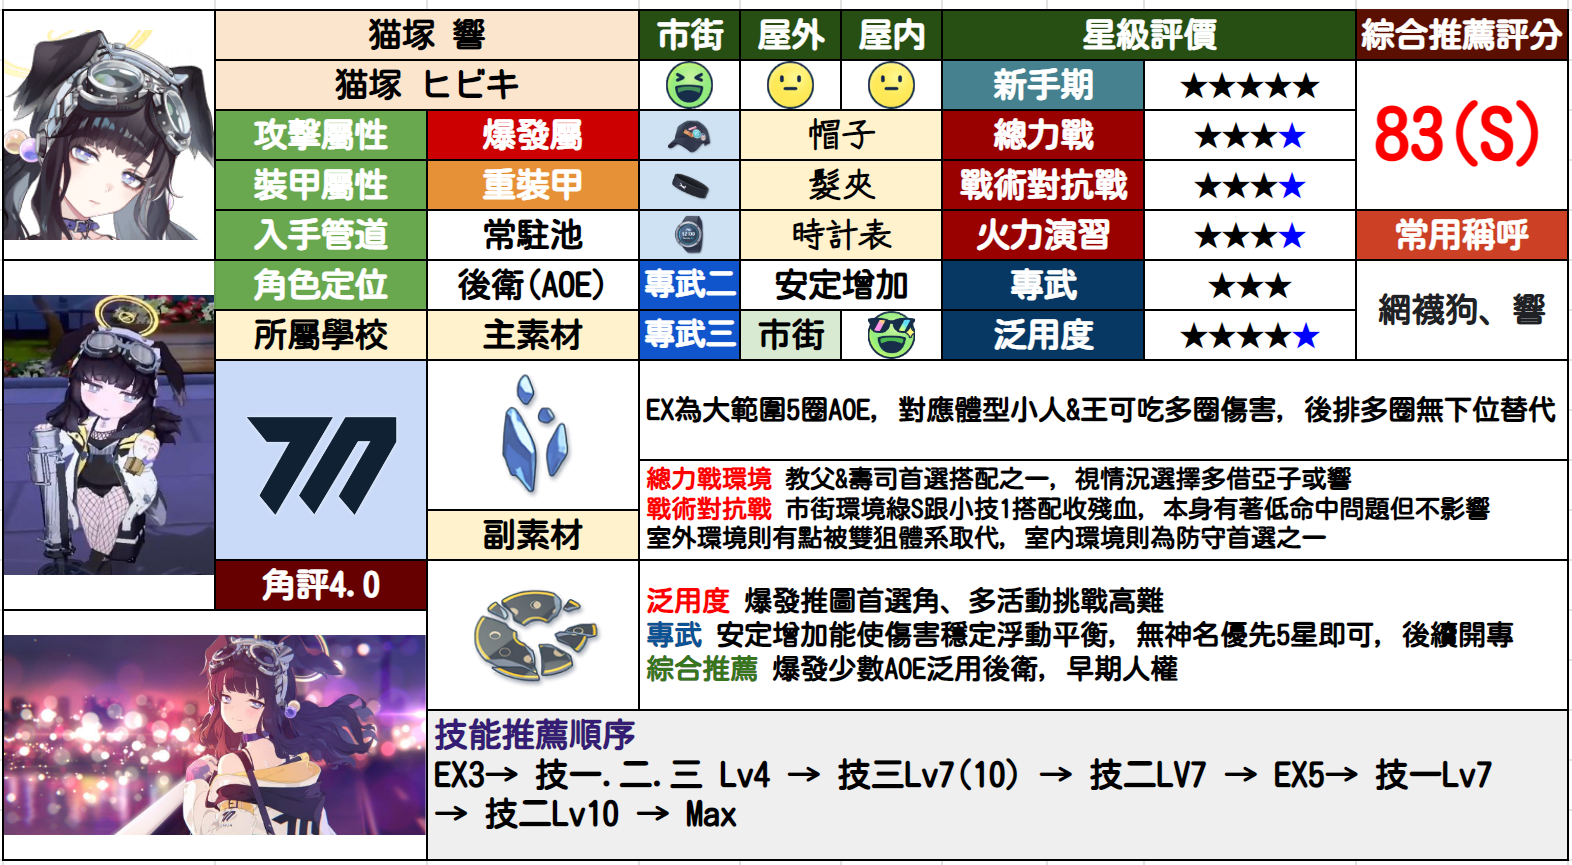 猫塚 響
市街
屋外
屋内
星級評價
綜合推薦評分
猫塚 ヒビキ
新手期
★★★★★
83(S)
攻擊屬性
爆發屬
帽子
總力戰
★★★★
裝甲屬性
重裝甲
髮夾
戰術對抗戰
★★★★
入手管道
常駐池
時計表
火力演習
★★★★
常用稱呼
角色定位
後衛(AOE)
專武二
安定增加
專武
★★★
網襪狗、響
所屬學校
主素材
專武三
市街
泛用度
★★★★★
EX為大範圍5圈AOE, 對應體型小人&王可吃多圈傷害, 後排多圈無下位替代
總力戰環境 教父&壽司首選搭配之一, 視情況選擇多借亞子或響
戰術對抗戰 市街環境綠S跟小技1搭配收殘血, 本身有著低命中問題但不影響
室外環境則有點被雙狙體系取代, 室内環境則為防守首選之一
副素材
角評4.0
泛用度 爆發推圖首選角、多活動挑戰高難
專武 安定增加能使傷害穩定浮動平衡, 無神名優先5星即可, 後續開專
綜合推薦 爆發少數AOE泛用後衛, 早期人權
技能推薦順序
EX3→ 技一.二.三 Lv4 → 技三Lv7(10) → 技二LV7 → EX5→ 技一Lv7
→ 技二Lv10 → Max